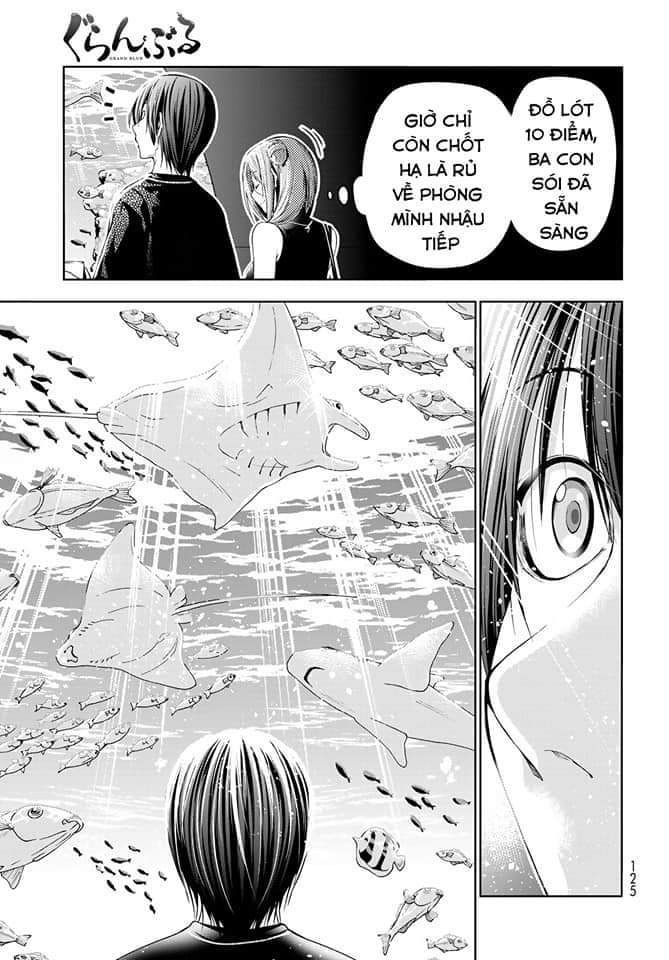 ぐらんぶる
GRAND BLUE
ĐỒ LÓT
10 ĐIỂM,
BA CON
SÓI ĐÃ
SẴN
SÀNG
GIỜ CHỈ
CÒN CHỐT
HẠ LÀ RỦ
VỀ PHÒNG
MÌNH NHẬU
TIẾP
125